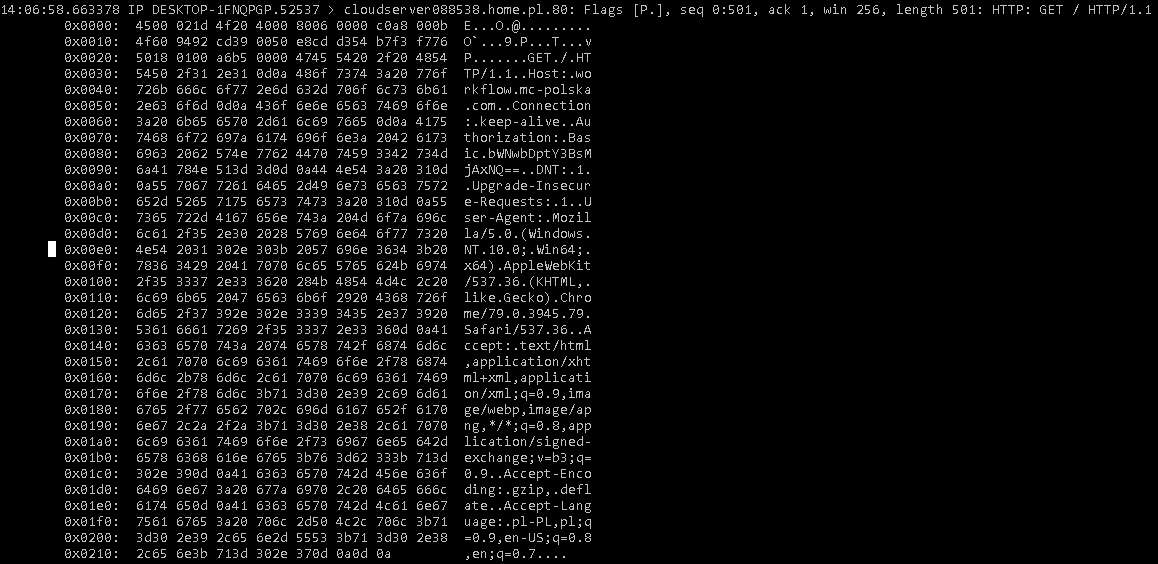 14:06:58.663378 IP DESKTOP-1FNQPGP.52537 > cloudserver088538.home.pl.80: Flags [P.], seq 0:501, ack 1, win 256, length 501: HTTP: GET / HTTP/1.1
0x0000: 4500 021d 4f20 4000 8006 0000 c0a8 000b E...O.@.........
0x0010: 4f60 9492 cd39 0050 e8cd d354 b7f3 f776 O`...9.P...T...v
0x0020: 5018 0100 a6b5 0000 4745 5420 2f20 4854 P.......GET./.HT
0x0030: 5450 2f31 2e31 0d0a 486f 7374 3a20 776f TP/1.1..Host:.wo
0x0040: 726b 666c 6f77 2e6d 632d 706f 6c73 6b61 rkflow.mc-polska
0x0050: 2e63 6f6d 0d0a 436f 6e6e 6563 7469 6f6e .com..Connection
0x0060: 3a20 6b65 6570 2d61 6c69 7665 0d0a 4175 :.keep-alive..Au
0x0070: 7468 6f72 697a 6174 696f 6e3a 2042 6173 thorization:.Bas
0x0080: 6963 2062 574e 7762 4470 7459 3342 734d ic.bWNwbDptY3BsM
0x0090: 6a41 784e 513d 3d0d 0a44 4e54 3a20 310d jAxNQ==..DNT:.1.
0x00a0: 0a55 7067 7261 6465 2d49 6e73 6563 7572 .Upgrade-Insecur
0x00b0: 652d 5265 7175 6573 7473 3a20 310d 0a55 e-Requests:.1..U
0x00c0: 7365 722d 4167 656e 743a 204d 6f7a 696c ser-Agent:.Mozil
0x00d0: 6c61 2f35 2e30 2028 5769 6e64 6f77 7320 la/5.0.(Windows.
0x00e0: 4e54 2031 302e 303b 2057 696e 3634 3b20 NT.10.0;.Win64;.
0x00f0: 7836 3429 2041 7070 6c65 5765 624b 6974 x64).AppleWebKit
0x0100: 2f35 3337 2e33 3620 284b 4854 4d4c 2c20 /537.36.(KHTML,.
0x0110: 6c69 6b65 2047 6563 6b6f 2920 4368 726f like.Gecko).Chro
0x0120: 6d65 2f37 392e 302e 3339 3435 2e37 3920 me/79.0.3945.79.
0x0130: 5361 6661 7269 2f35 3337 2e33 360d 0a41 Safari/537.36..A
0x0140: 6363 6570 743a 2074 6578 742f 6874 6d6c ccept:.text/html
0x0150: 2c61 7070 6c69 6361 7469 6f6e 2f78 6874 ,application/xht
0x0160: 6d6c 2b78 6d6c 2c61 7070 6c69 6361 7469 ml+xml,applicati
0x0170: 6f6e 2f78 6d6c 3b71 3d30 2e39 2c69 6d61 on/xml;q=0.9,ima
0x0180: 6765 2f77 6562 702c 696d 6167 652f 6170 ge/webp,image/ap
0x0190: 6e67 2c2a 2f2a 3b71 3d30 2e38 2c61 7070 ng,*/*;q=0.8,app
0x01a0: 6c69 6361 7469 6f6e 2f73 6967 6e65 642d lication/signed-
0x01b0: 6578 6368 616e 6765 3b76 3d62 333b 713d exchange;v=b3;q=
0x01c0: 302e 390d 0a41 6363 6570 742d 456e 636f 0.9..Accept-Enco
0x01d0: 6469 6e67 3a20 677a 6970 2c20 6465 666c ding:.gzip,.defl
0x01e0: 6174 650d 0a41 6363 6570 742d 4c61 6e67 ate..Accept-Lang
0x01f0: 7561 6765 3a20 706c 2d50 4c2c 706c 3b71 uage:.pl-PL,pl;q
0x0200: 3d30 2e39 2c65 6e2d 5553 3b71 3d30 2e38 =0.9,en-US;q=0.8
0x0210: 2c65 6e3b 713d 302e 370d 0a0d 0a ,en;q=0.7....